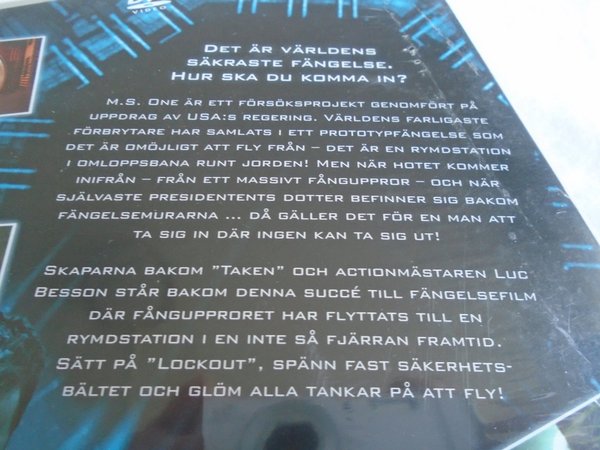 VIDEO
DET ÄR VÄRLDENS
SÄKRASTE FÄNGELSE.
HUR SKA DU KOMMA IN?
M.S. ONE ÄR ETT FÖRSÖKSPROJEKT GENOMFÖRT PÅ
UPPDRAG AV USA:S REGERING. VÄRLDENS FARLIGASTE
FÖRBRYTARE HAR SAMLATS I ETT PROTOTYPFÄNGELSE SOM
DET ÄR OMÖJLIGT ATT FLY FRÅN – DET ÄR EN RYMDSTATION
I OMLOPPSBANA RUNT JORDEN! MEN NÄR HOTET KOMMER
INIFRÅN – FRÅN ETT MASSIVT FÅNGUPPROR – OCH NÄR
SJÄLVASTE PRESIDENTENTS DOTTER BEFINNER SIG BAKOM
FÄNGELSEMURARNA ... DÅ GÄLLER DET FÖR EN MAN ATT
TA SIG IN DÄR INGEN KAN TA SIG UT!
SKAPARNA BAKOM "TAKEN" OCH ACTIONMÄSTAREN LUC
BESSON STÅR BAKOM DENNA SUCCÉ TILL FÄNGELSEFILM
DÄR FÅNGUPPRORET HAR FLYTTATS TILL EN
RYMDSTATION I EN INTE SÅ FJÄRRAN FRAMTID.
SÄTT PÅ "LOCKOUT", SPÄNN FAST SÄKERHETS-
BÄLTET OCH GLÖM ALLA TANKAR PÅ ATT FLY!